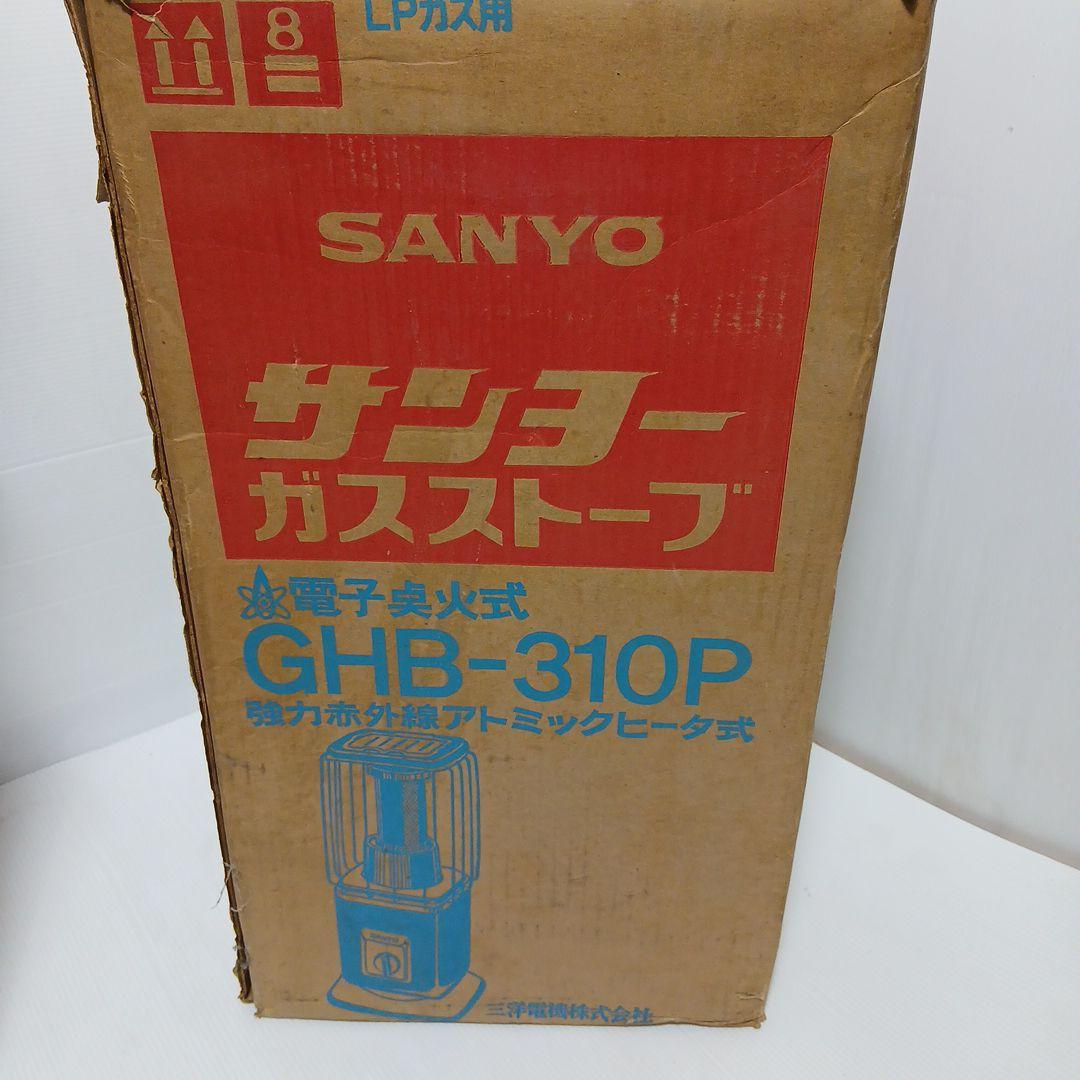 LPガス用
8
SANYO
サンヨー
ガスストーブ
電子点火式
GHB-310P
強力赤外線アトミックヒータ式
SANYO
三洋電機株式会社